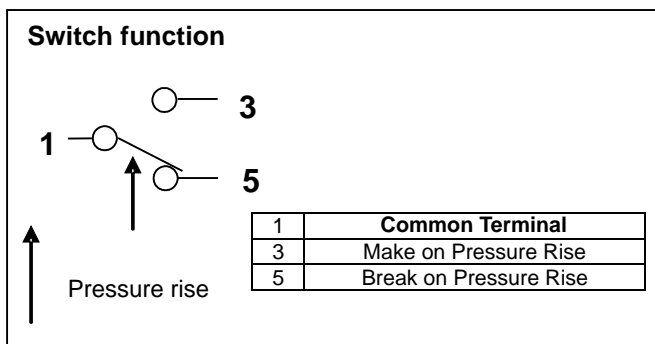 Switch function
3
1
5
1 Common Terminal
3 Make on Pressure Rise
5 Break on Pressure Rise
Pressure rise